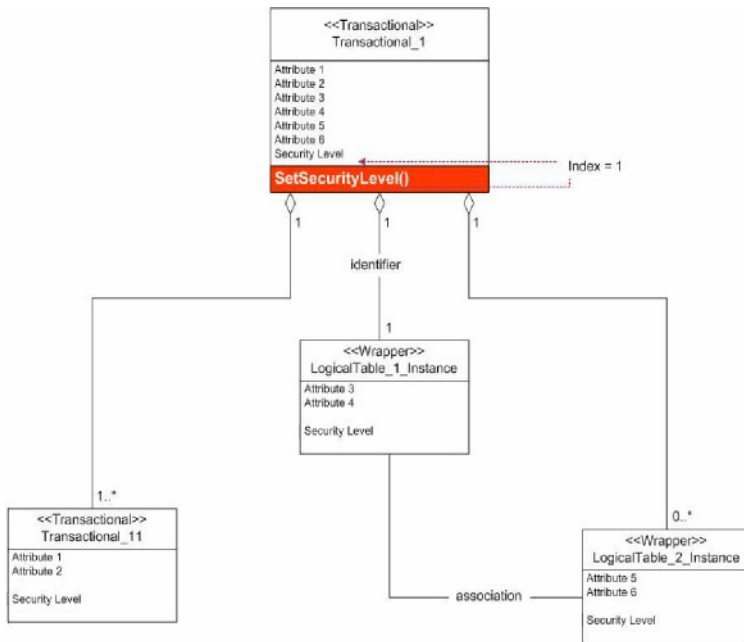 <<Transactional>>
Transactional_1
Attribute 1
Attribute 2
Attribute 3
Attribute 4
Attribute 5
Attribute 6
Security Level
SetSecurityLevel()
Index = 1
1
1
1
identifier
1
<<Wrapper>>
LogicalTable_1_Instance
Attribute 3
Attribute 4
Security Level
1..*
<<Transactional>>
Transactional_11
Attribute 1
Attribute 2
Security Level
0..*
<<Wrapper>>
LogicalTable_2_Instance
Attribute 5
Attribute 6
Security Level
association